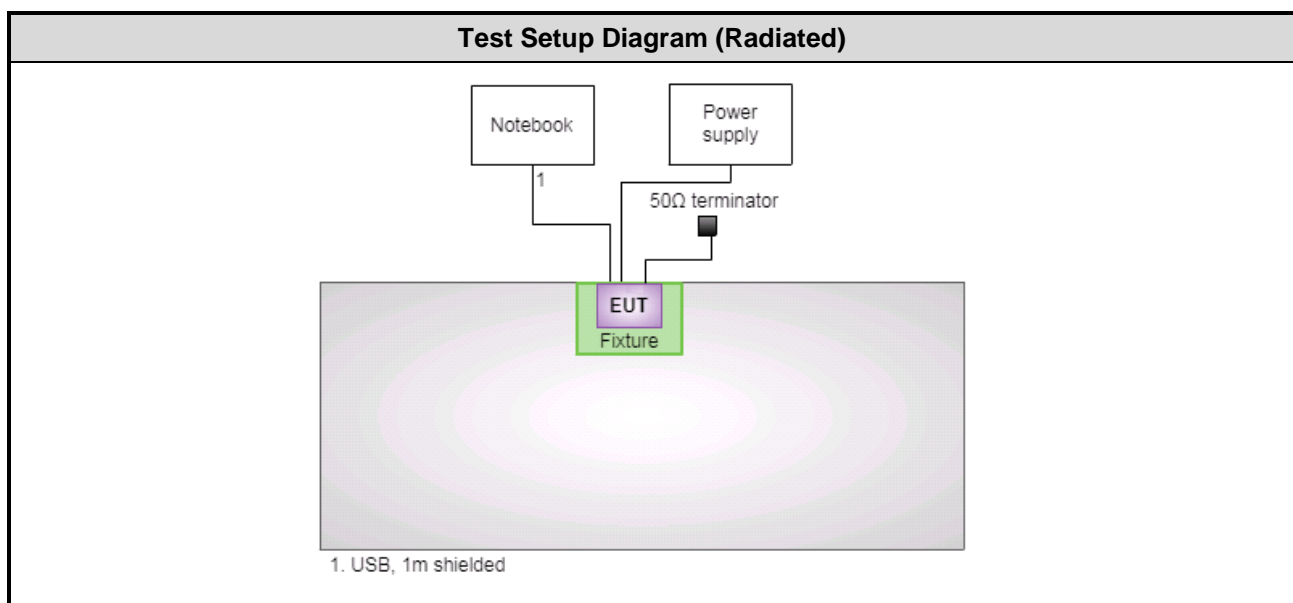 Test Setup Diagram (Radiated)
Notebook
Power
supply
1
50Ω terminator
EUT
Fixture
1. USB, 1m shielded